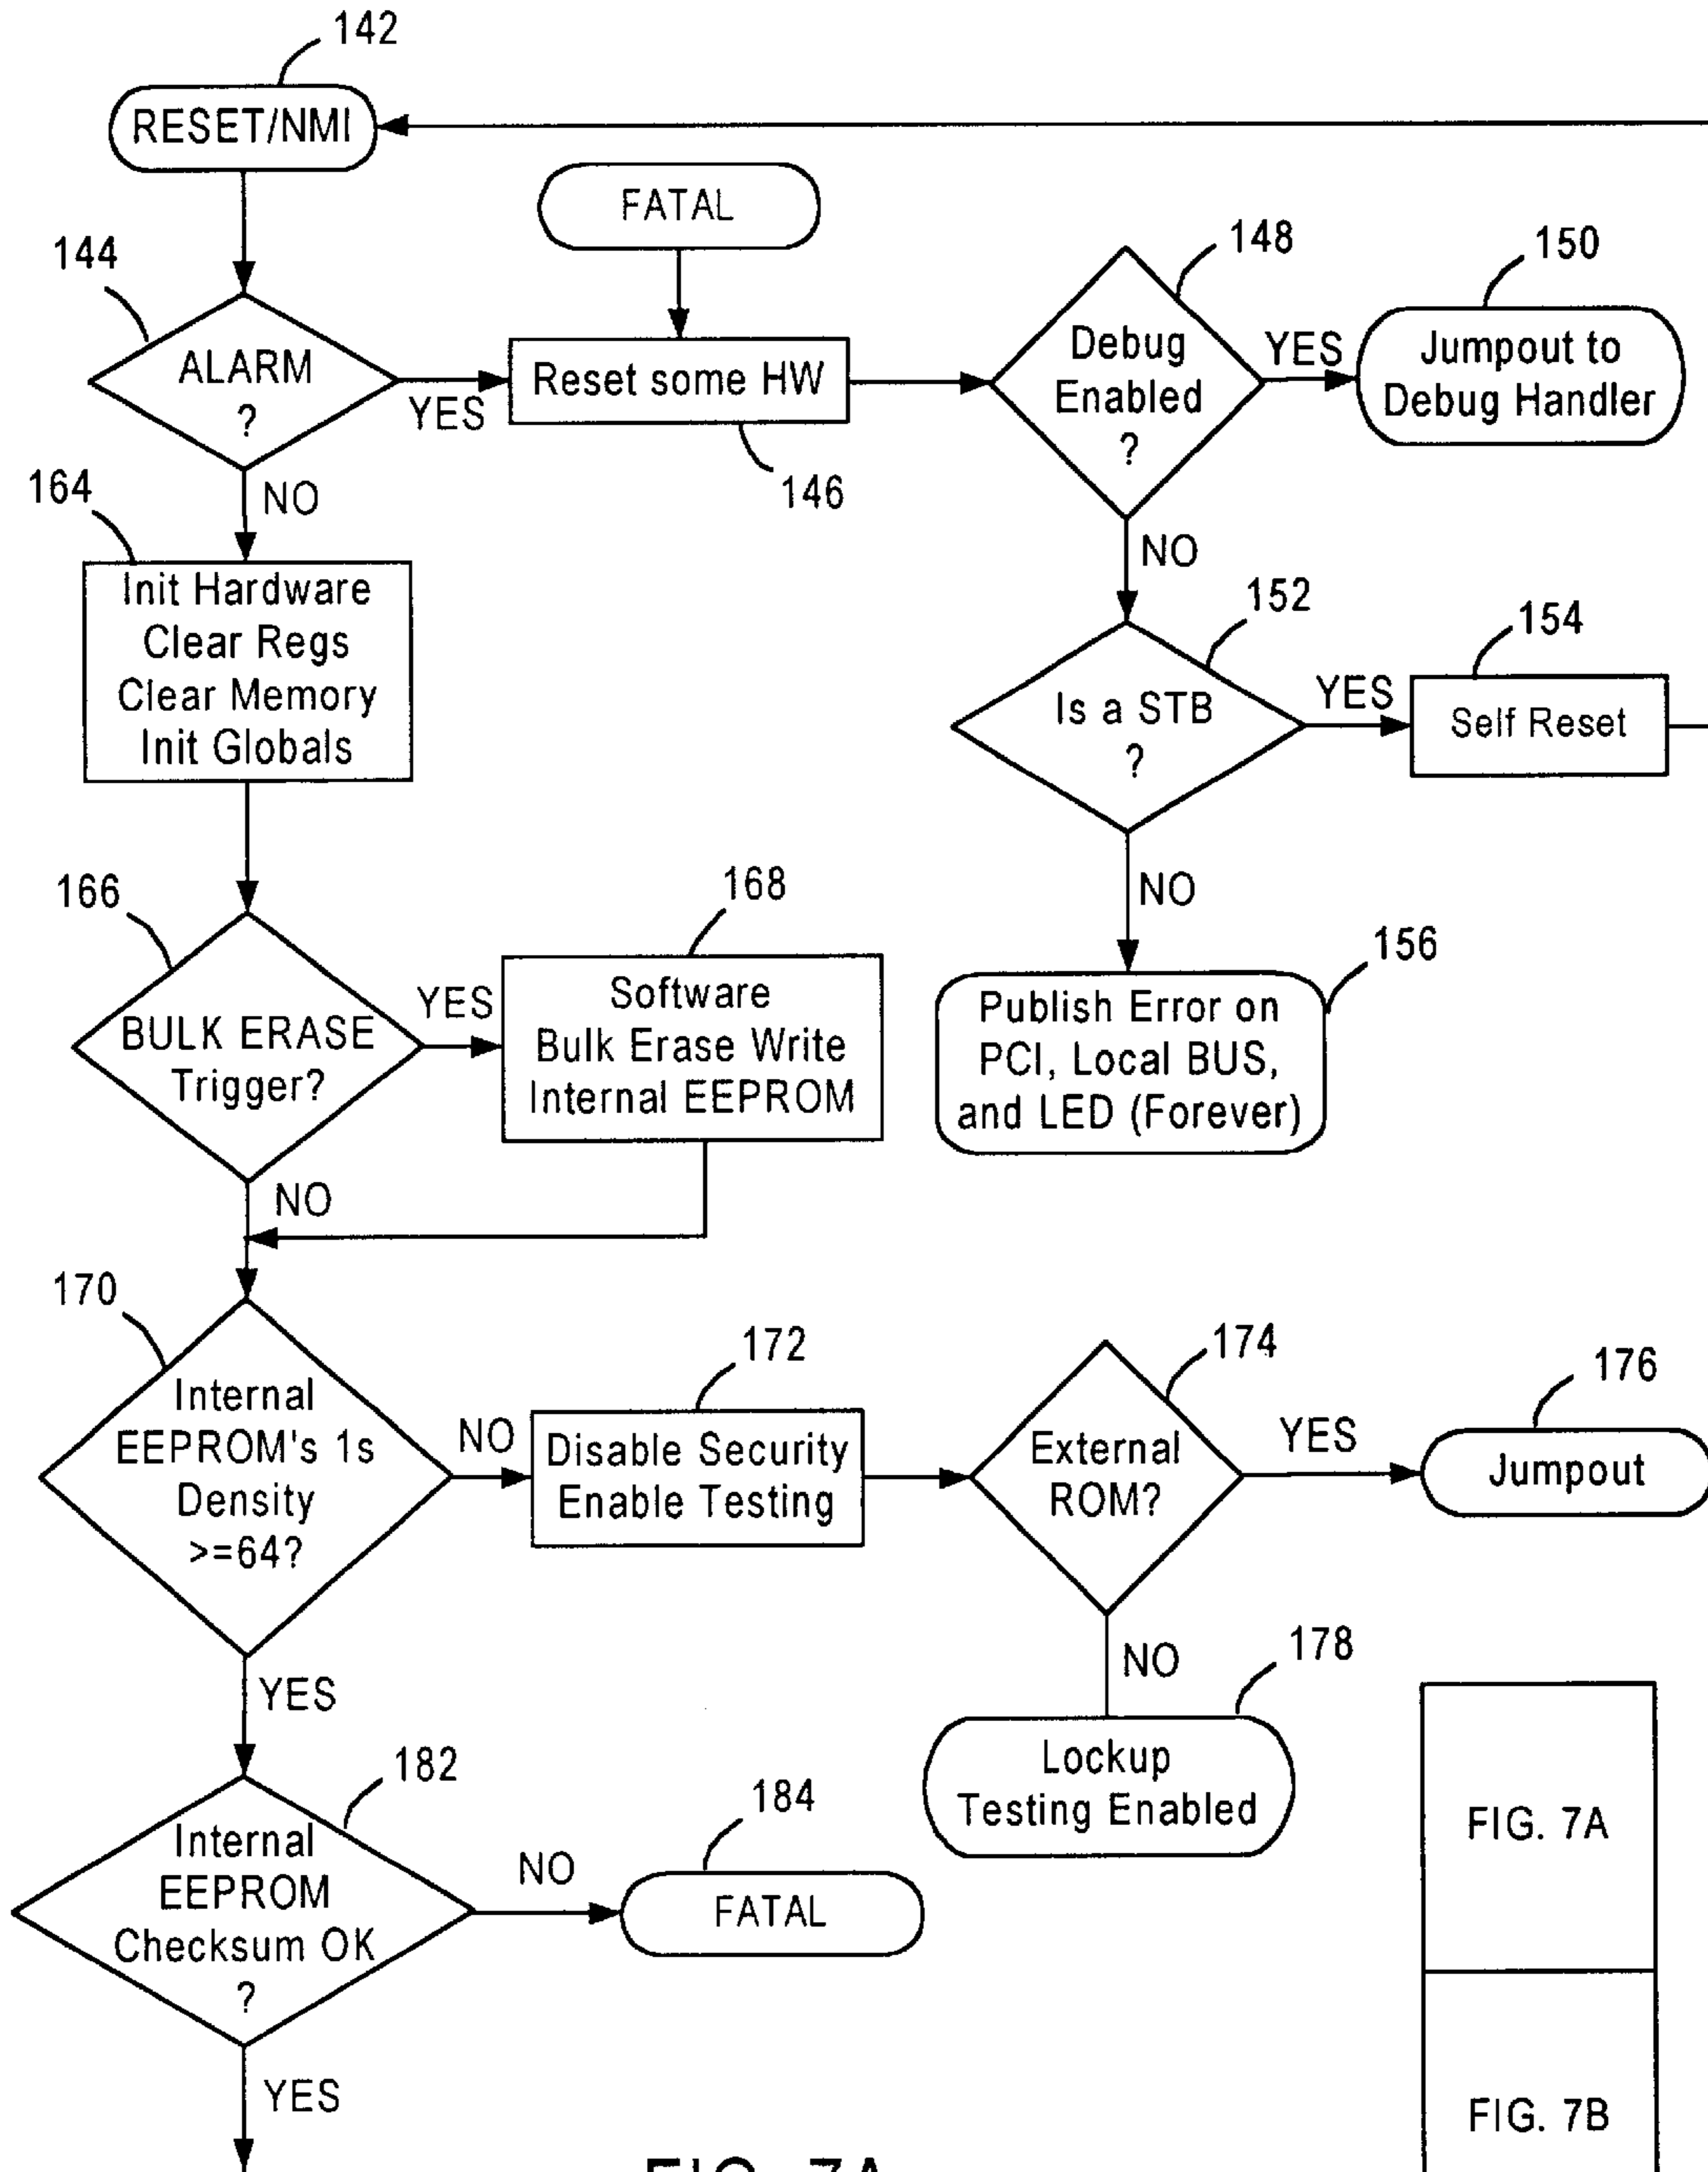 142
RESET/NMI
FATAL
144
148
150
ALARM
?
YES
Reset some HW
Debug
Enabled
?
YES
Jumpout to
Debug Handler
146
164
NO
NO
Init Hardware
Clear Regs
Clear Memory
Init Globals
152
154
Is a STB
?
YES
Self Reset
NO
166
168
156
BULK ERASE
Trigger?
YES
Software
Bulk Erase Write
Internal EEPROM
Publish Error on
PCI, Local BUS,
and LED (Forever)
NO
170
172
174
176
Internal
EEPROM's 1s
Density
>=64?
NO
Disable Security
Enable Testing
External
ROM?
YES
Jumpout
YES
NO
178
Lockup
Testing Enabled
182
184
Internal
EEPROM
Checksum OK
?
NO
FATAL
YES
FIG. 7A
FIG. 7B
FIG. 7A